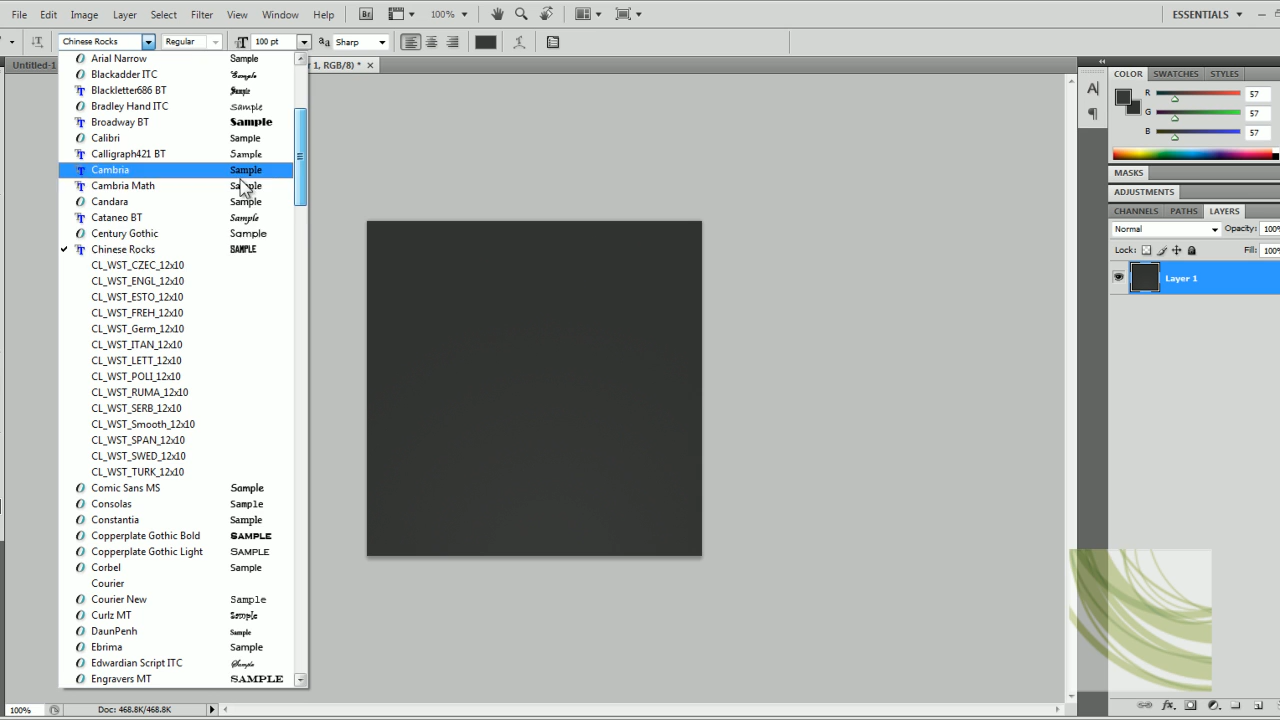 File Edit Image Layer Select Filter View Window Help Br 100% ESSENTIALS
Chinese Rocks Regular 100 pt Sharp
Untitled-1 r 1, RGB/8) *
Arial Narrow Sample
Blackadder ITC Sample
Blackletter686 BT Sample
Bradley Hand ITC Sample
Broadway BT Sample
Calibri Sample
Calligraph421 BT Sample
Cambria Sample
Cambria Math Sample
Candara Sample
Cataneo BT Sample
Century Gothic Sample
Chinese Rocks SAMPLE
CL_WST_CZEC_12x10
CL_WST_ENGL_12x10
CL_WST_ESTO_12x10
CL_WST_FREH_12x10
CL_WST_Germ_12x10
CL_WST_ITAN_12x10
CL_WST_LETT_12x10
CL_WST_POLI_12x10
CL_WST_RUMA_12x10
CL_WST_SERB_12x10
CL_WST_Smooth_12x10
CL_WST_SPAN_12x10
CL_WST_SWED_12x10
CL_WST_TURK_12x10
Comic Sans MS Sample
Consolas Sample
Constantia Sample
Copperplate Gothic Bold SAMPLE
Copperplate Gothic Light SAMPLE
Corbel Sample
Courier
Courier New Sample
Curlz MT Sample
DaunPenh Sample
Ebrima Sample
Edwardian Script ITC Sample
Engravers MT SAMPLE
COLOR SWATCHES STYLES
R 57
G 57
B 57
MASKS
ADJUSTMENTS
CHANNELS PATHS LAYERS
Normal Opacity: 100%
Lock: Fill: 100%
Layer 1
100% Doc: 468.8K/468.8K
fx